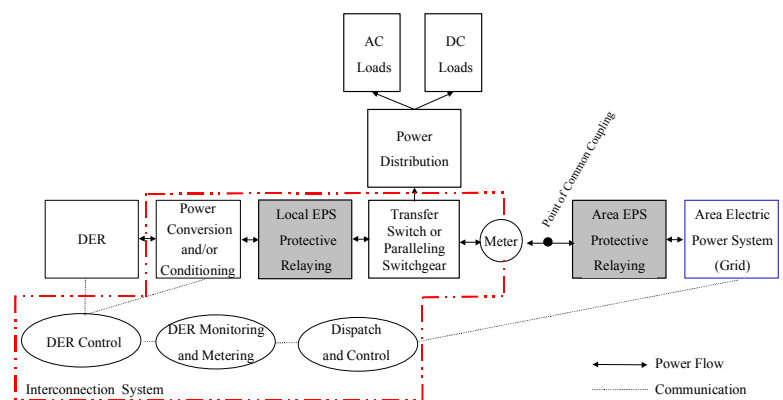 AC
Loads
DC
Loads
Power
Distribution
Point of Common Coupling
DER
Power
Conversion
and/or
Conditioning
Local EPS
Protective
Relaying
Transfer
Switch or
Paralleling
Switchgear
Meter
Area EPS
Protective
Relaying
Area Electric
Power System
(Grid)
DER Control
DER Monitoring
and Metering
Dispatch
and Control
Interconnection System
Power Flow
Communication